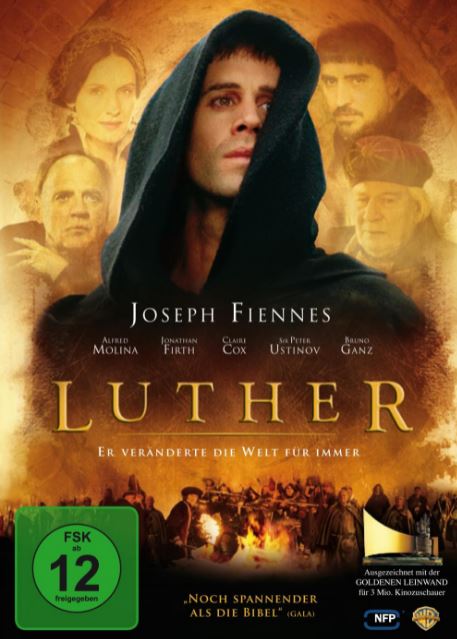 JOSEPH FIENNES
ALFRED MOLINA
JONATHAN FIRTH
CLAIRE COX
SIR PETER USTINOV
BRUNO GANZ
LUTHER
ER VERÄNDERTE DIE WELT FÜR IMMER
FSK
ab
12
freigegeben
„NOCH SPANNENDER
ALS DIE BIBEL“ (GALA)
Ausgezeichnet mit der
GOLDENEN LEINWAND
für 3 Mio. Kinozuschauer
NFP
WB